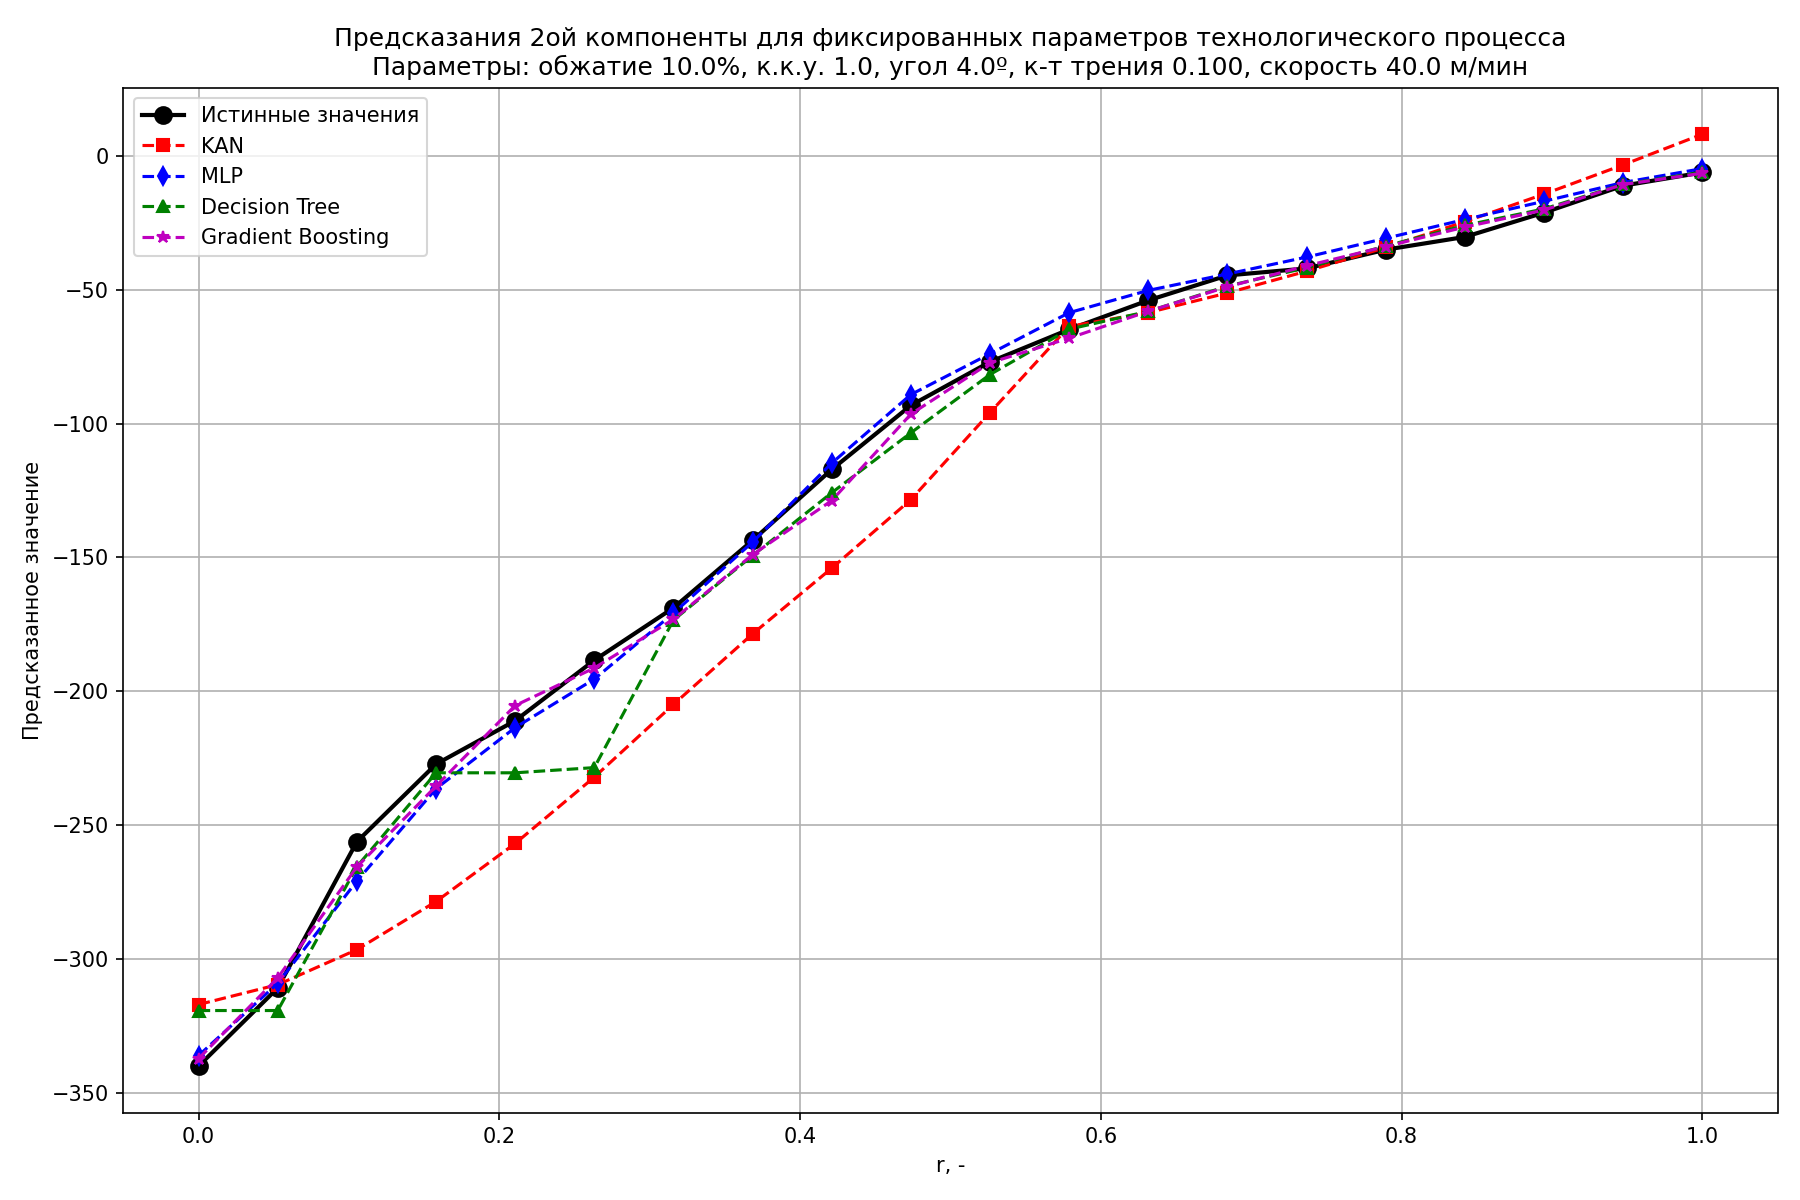 Предсказания 2ой компоненты для фиксированных параметров технологического процесса
Параметры: обжатие 10.0%, к.к.у. 1.0, угол 4.0º, к-т трения 0.100, скорость 40.0 м/мин
Истинные значения
KAN
MLP
Decision Tree
Gradient Boosting
Предсказанное значение
0
−50
−100
−150
−200
−250
−300
−350
0.0
0.2
0.4
0.6
0.8
1.0
r, -